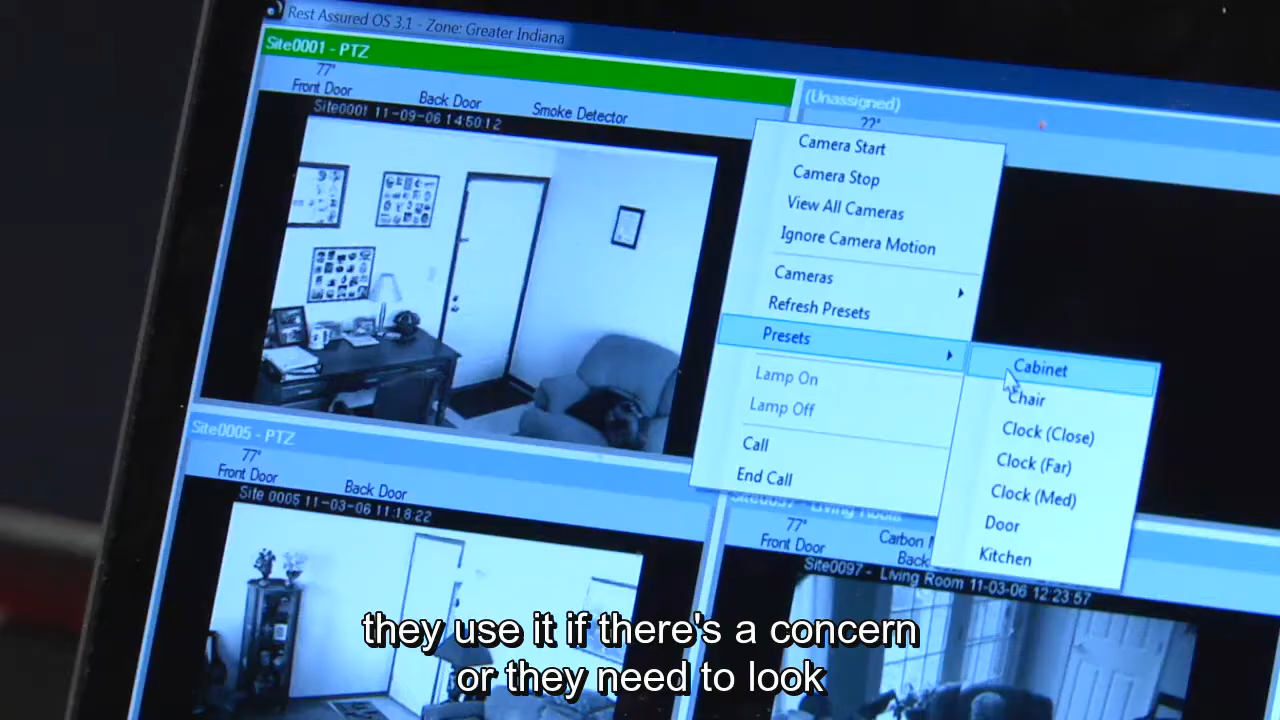 Rest Assured OS 3.1 - Zone: Greater Indiana
Site0001 - PTZ
77°
Front Door
Back Door
Smoke Detector
Site0001 11-09-06 14:50:12
(Unassigned)
77°
Camera Start
Camera Stop
View All Cameras
Ignore Camera Motion
Cameras
Refresh Presets
Presets
Lamp On
Lamp Off
Call
End Call
Cabinet
Chair
Clock (Close)
Clock (Far)
Clock (Med)
Door
Kitchen
Site0005 - PTZ
77°
Front Door
Back Door
Site 0005 11-03-06 11:18:22
Site0097 - Living Room
77°
Front Door
Carbon
Back
Site0097 - Living Room 11-03-06 12:23:57
they use it if there's a concern
or they need to look